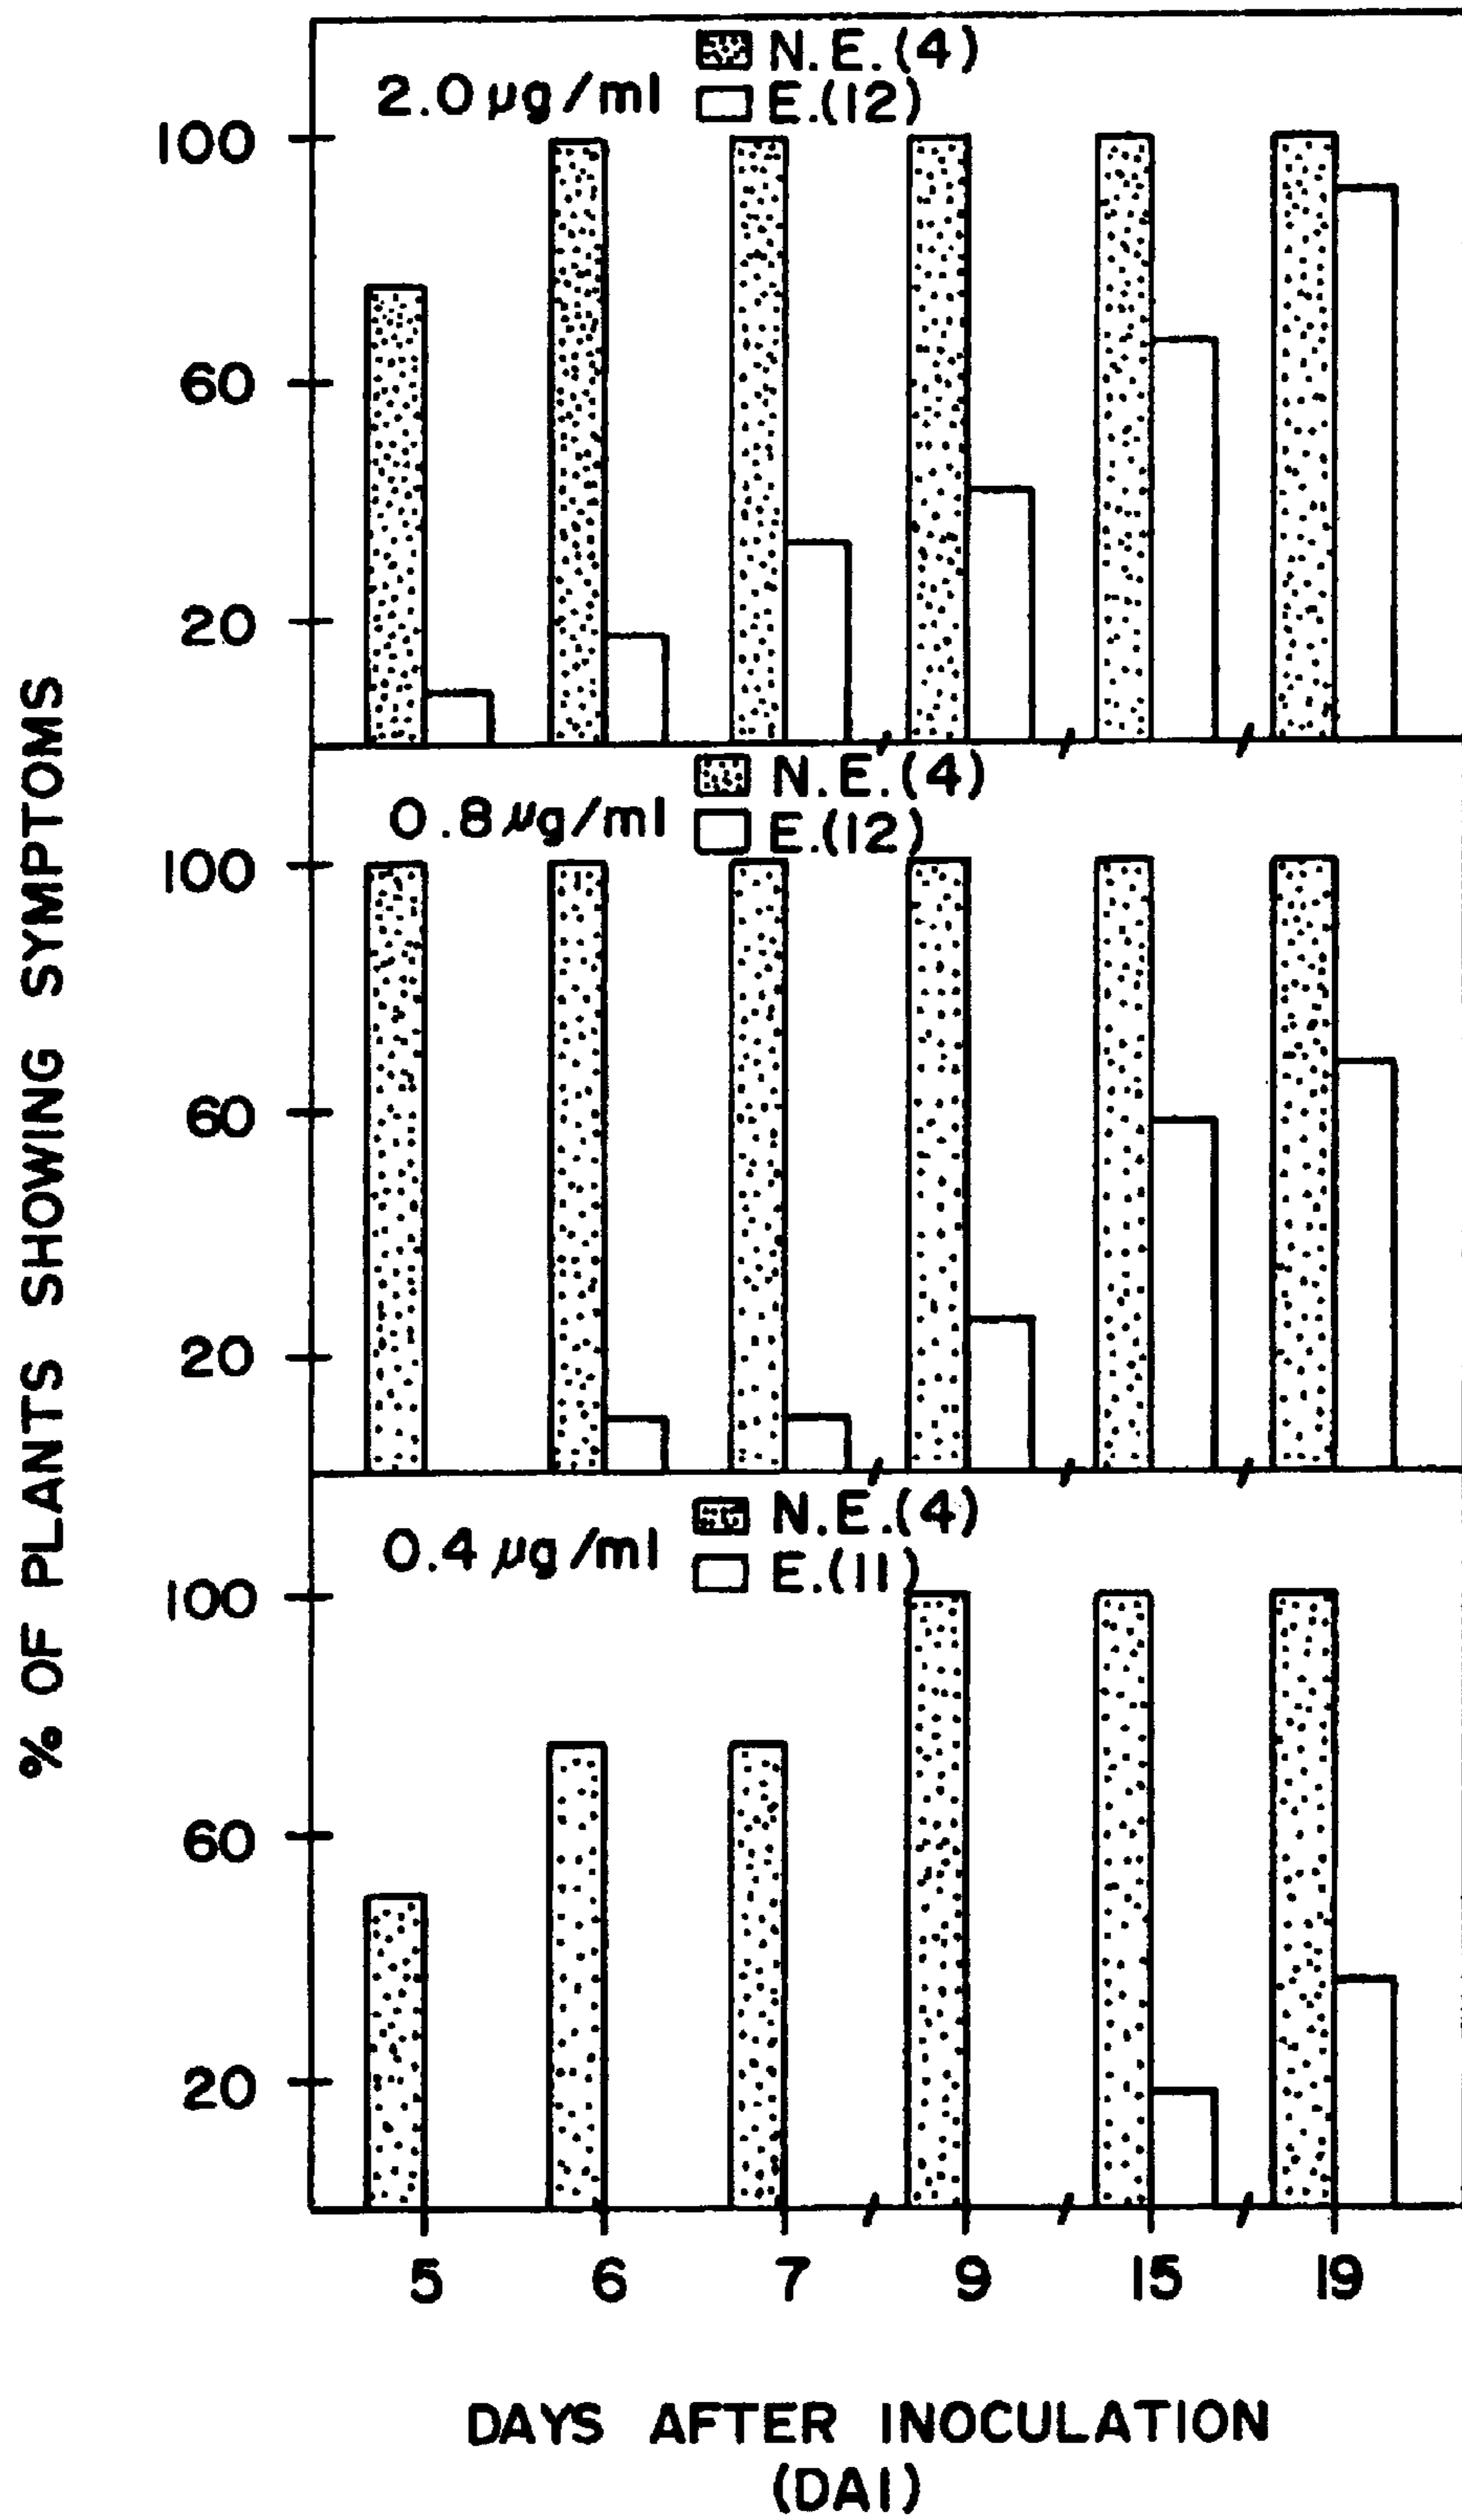 % OF PLANTS SHOWING SYMPTOMS
2.0 µg/ml
N.E.(4)
E.(12)
100
60
20
0.8 µg/ml
N.E.(4)
E.(12)
100
60
20
0.4 µg/ml
N.E.(4)
E.(11)
100
60
20
5 6 7 9 15 19
DAYS AFTER INOCULATION
(DAI)